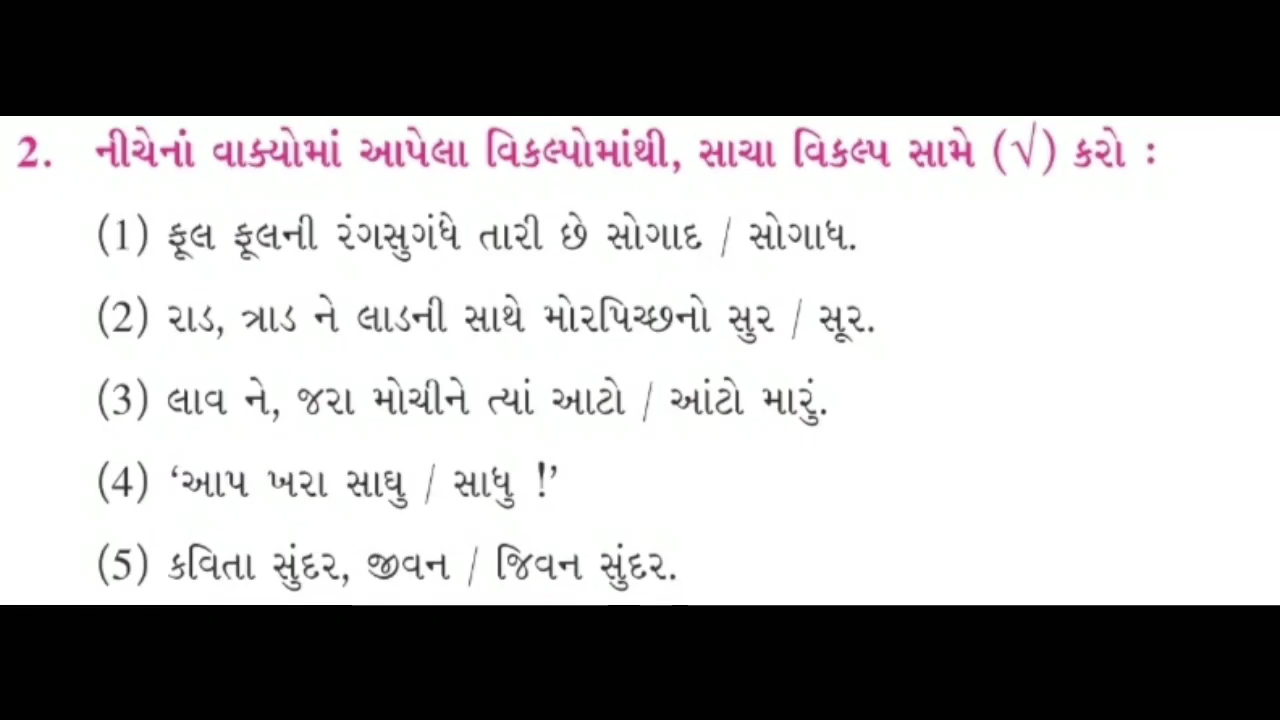 2. નીચેનાં વાક્યોમાં આપેલા વિકલ્પોમાંથી, સાચા વિકલ્પ સામે (√) કરો :
(1) ફૂલ ફૂલની રંગસુગંધે તારી છે સોગાદ / સોગાધ.
(2) રાડ, ત્રાડ ને લાડની સાથે મોરપિચ્છનો સુર / સૂર.
(3) લાવ ને, જરા મોચીને ત્યાં આટો / આંટો મારું.
(4) ‘આપ ખરા સાઘુ / સાધુ !’
(5) કવિતા સુંદર, જીવન / જિવન સુંદર.